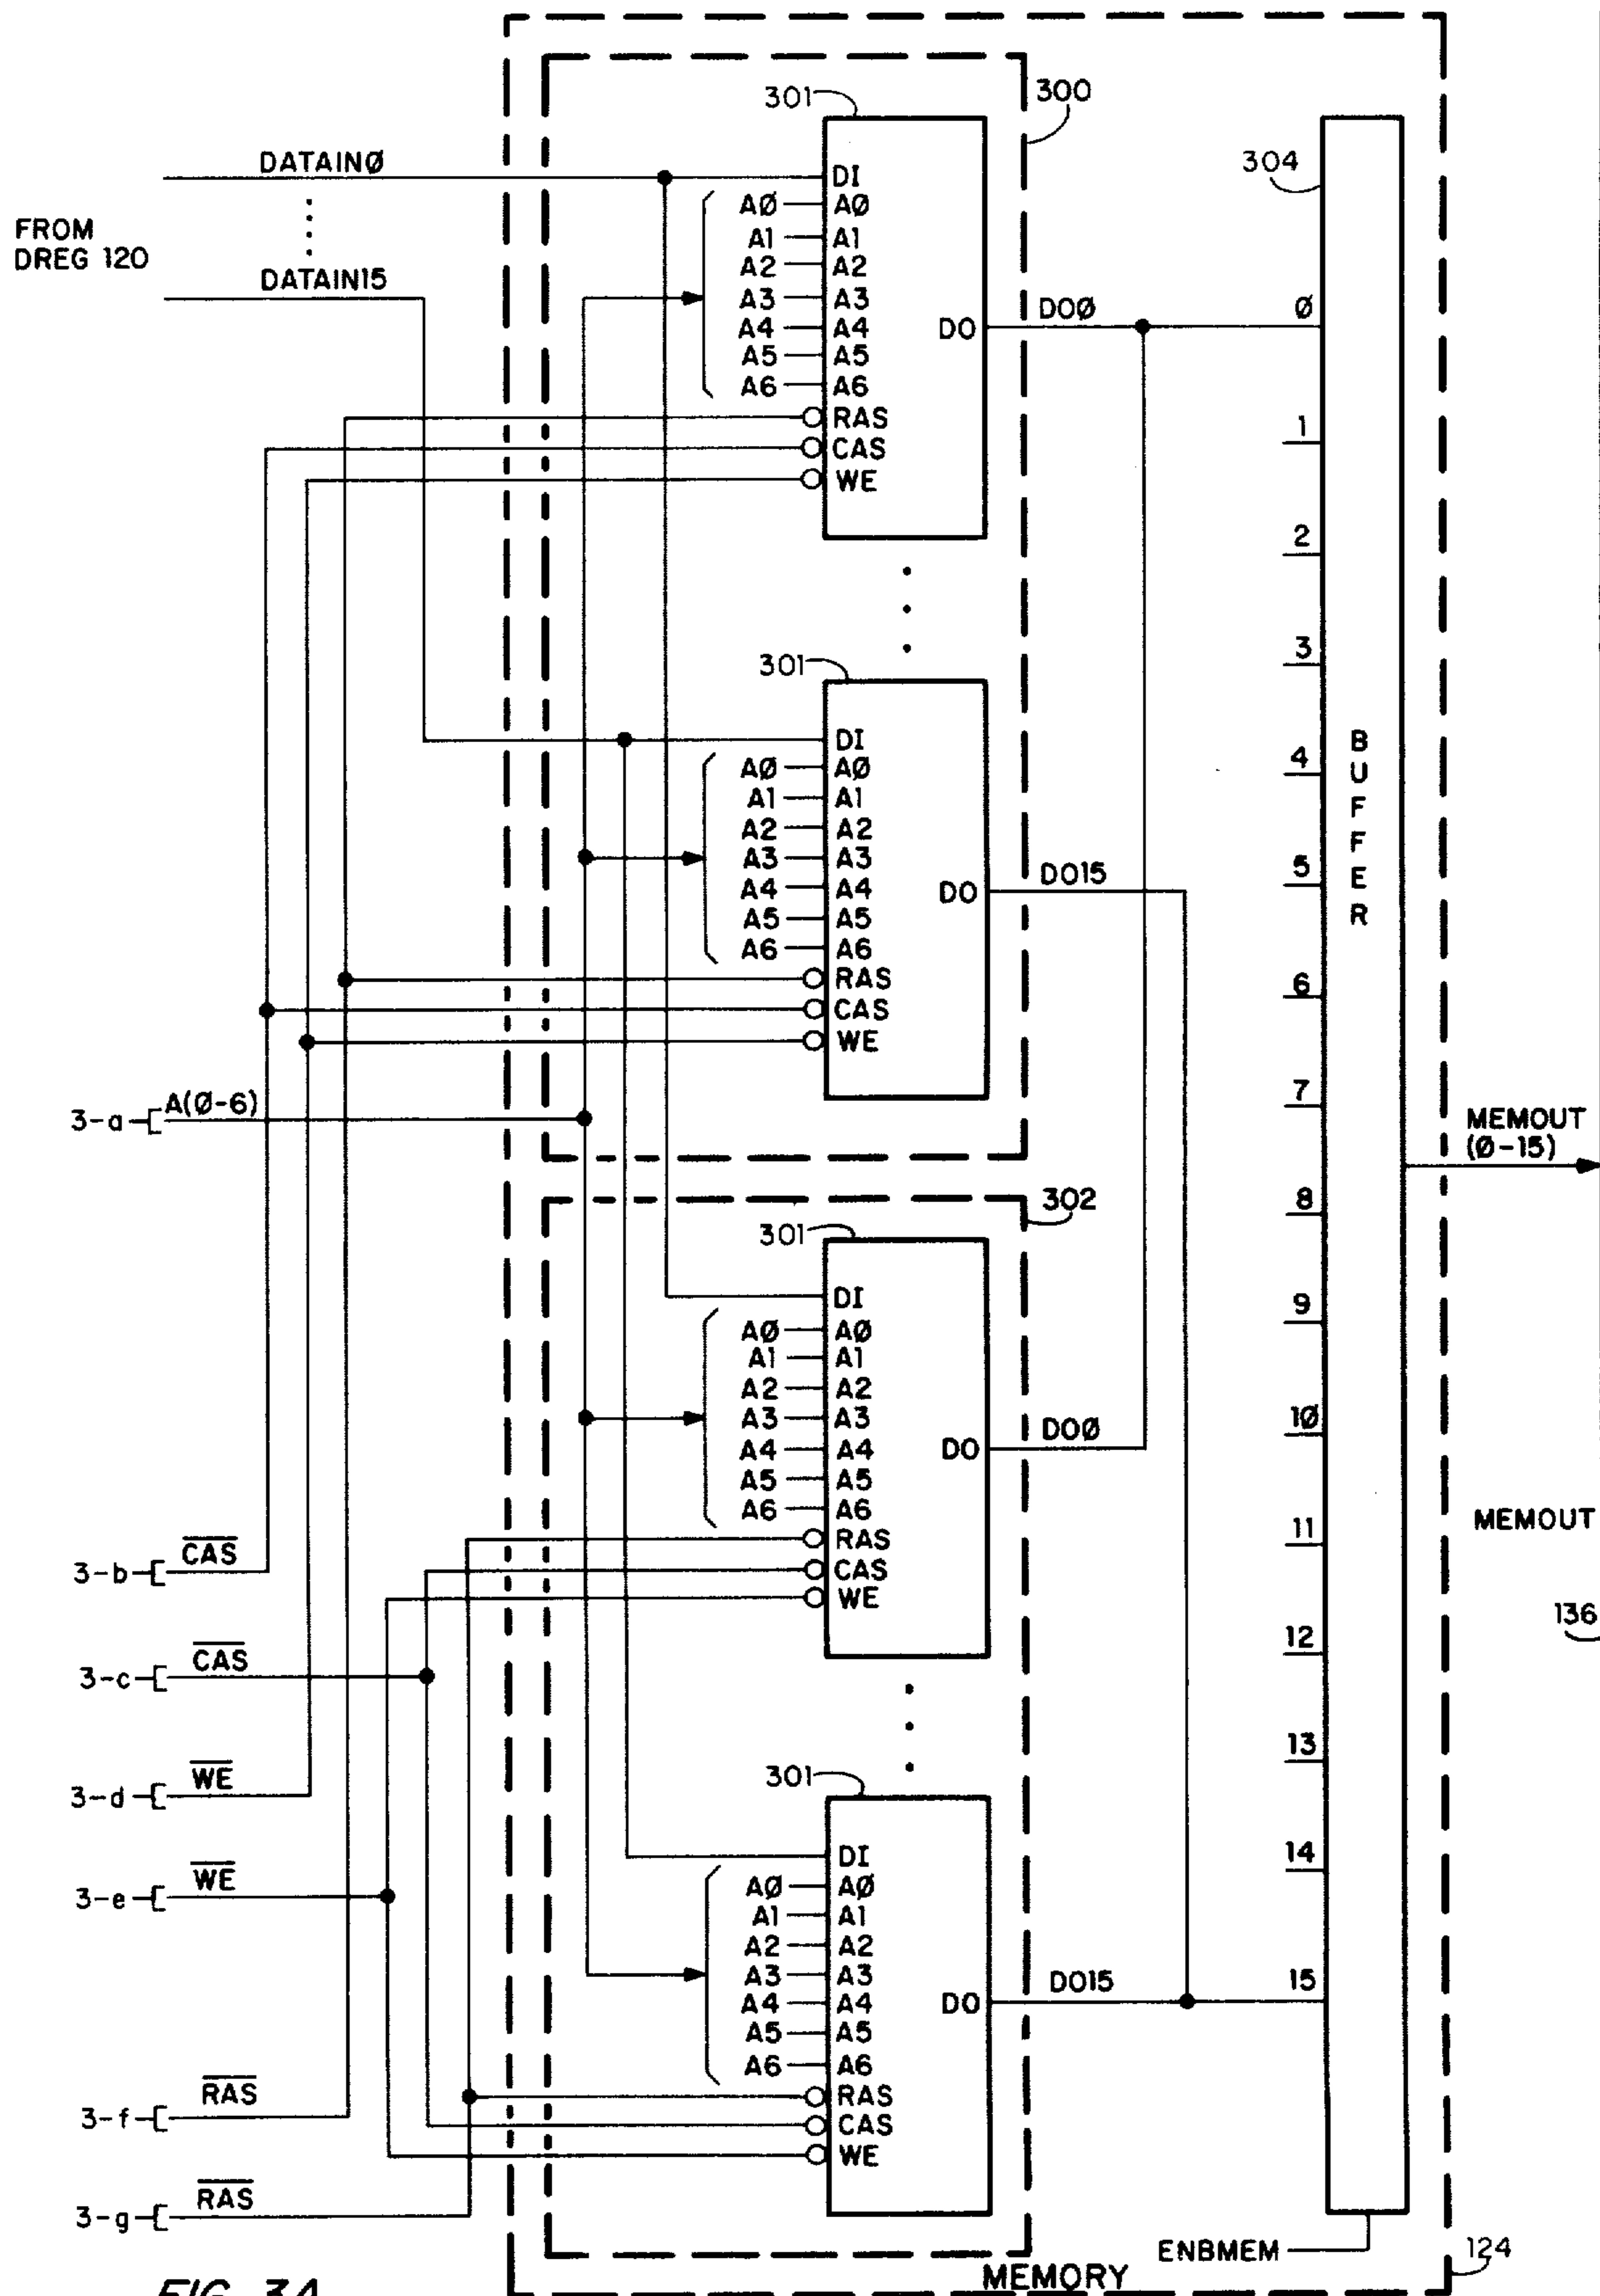 300
301
304
DATAINØ
FROM
DREG 120
DATAIN15
DI
AØ AØ
A1 A1
A2 A2
A3 A3
A4 A4
A5 A5
A6 A6
RAS
CAS
WE
DO
DOØ
Ø
1
2
3
4
5
6
7
8
9
1Ø
11
12
13
14
15
BUFFER
301
DI
AØ AØ
A1 A1
A2 A2
A3 A3
A4 A4
A5 A5
A6 A6
RAS
CAS
WE
DO
DO15
3-a A(Ø-6)
MEMOUT
(Ø-15)
302
301
DI
AØ AØ
A1 A1
A2 A2
A3 A3
A4 A4
A5 A5
A6 A6
RAS
CAS
WE
DO
DOØ
MEMOUT
136
3-b C̅A̅S̅
3-c C̅A̅S̅
3-d W̅E̅
3-e W̅E̅
3-f R̅A̅S̅
3-g R̅A̅S̅
301
DI
AØ AØ
A1 A1
A2 A2
A3 A3
A4 A4
A5 A5
A6 A6
RAS
CAS
WE
DO
DO15
ENBMEM
124
MEMORY
FIG. 3A